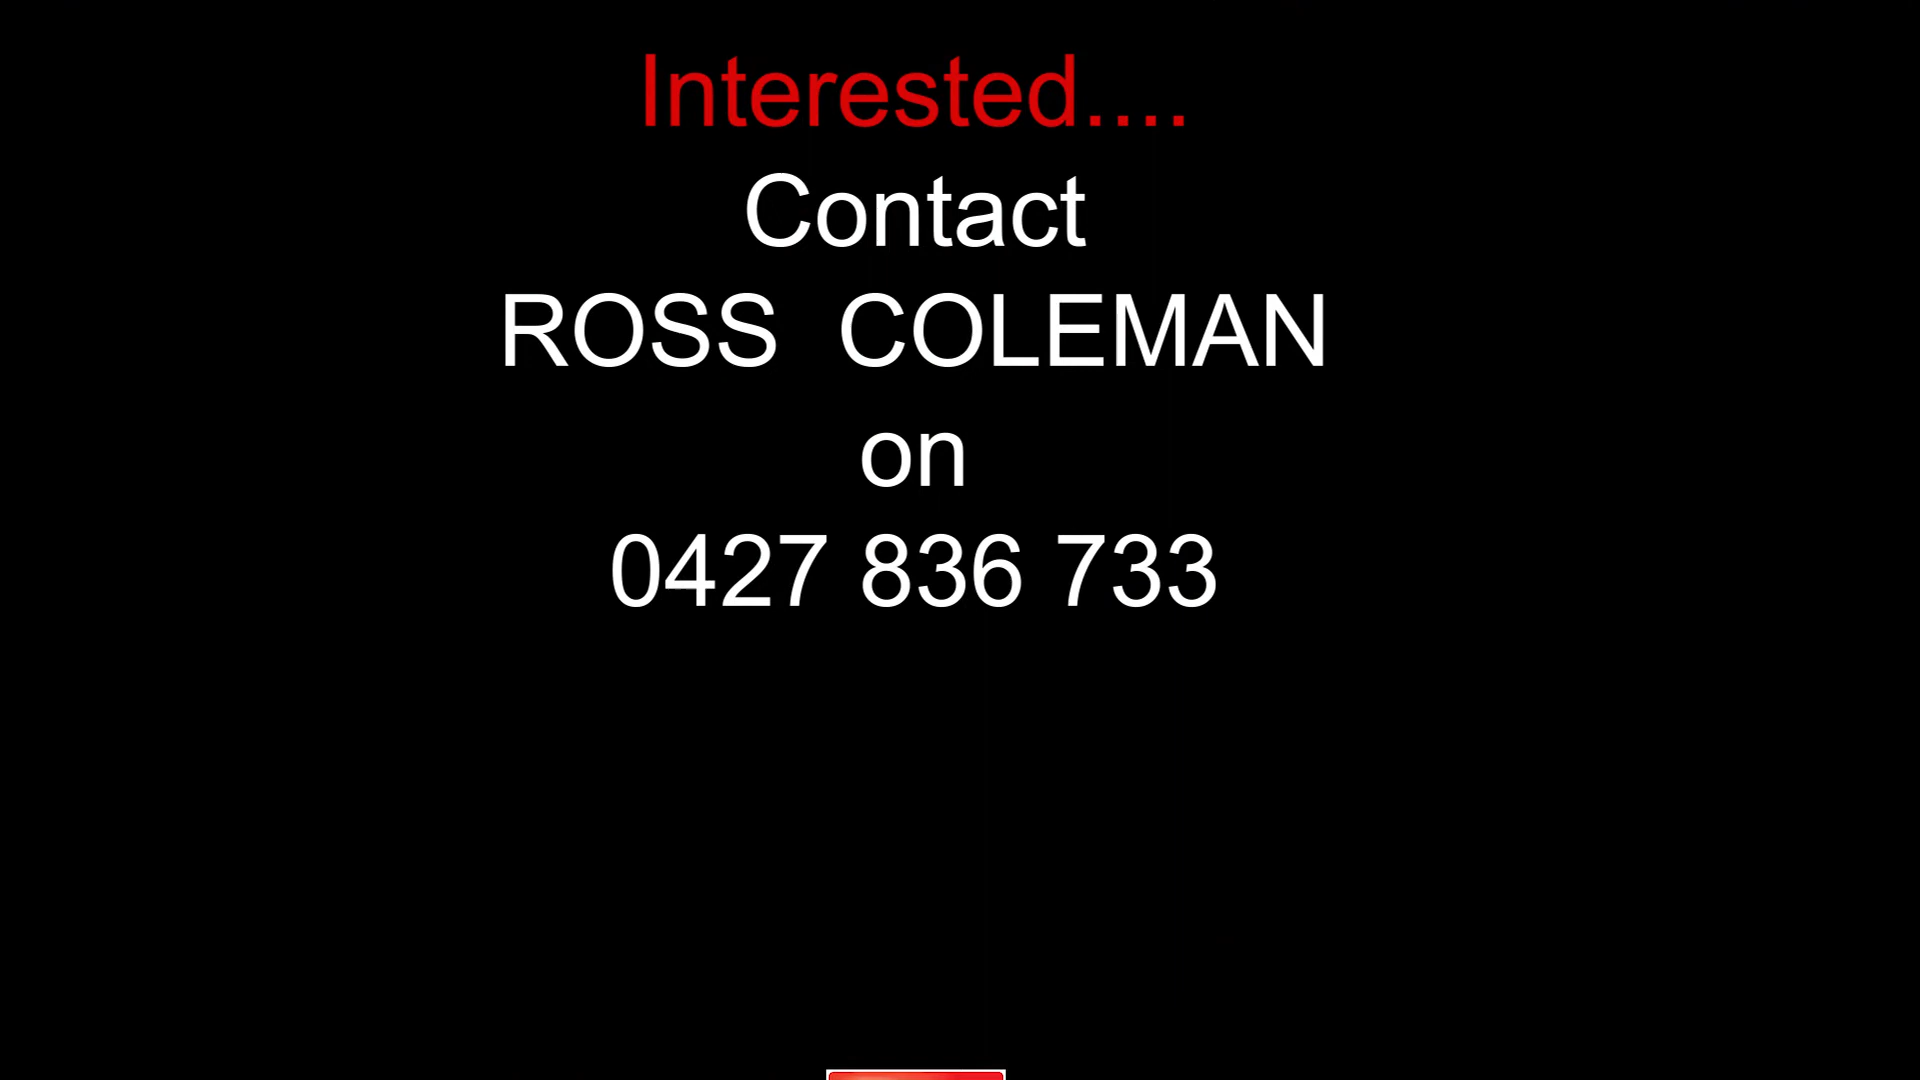 Interested....
Contact
ROSS  COLEMAN
on
0427 836 733